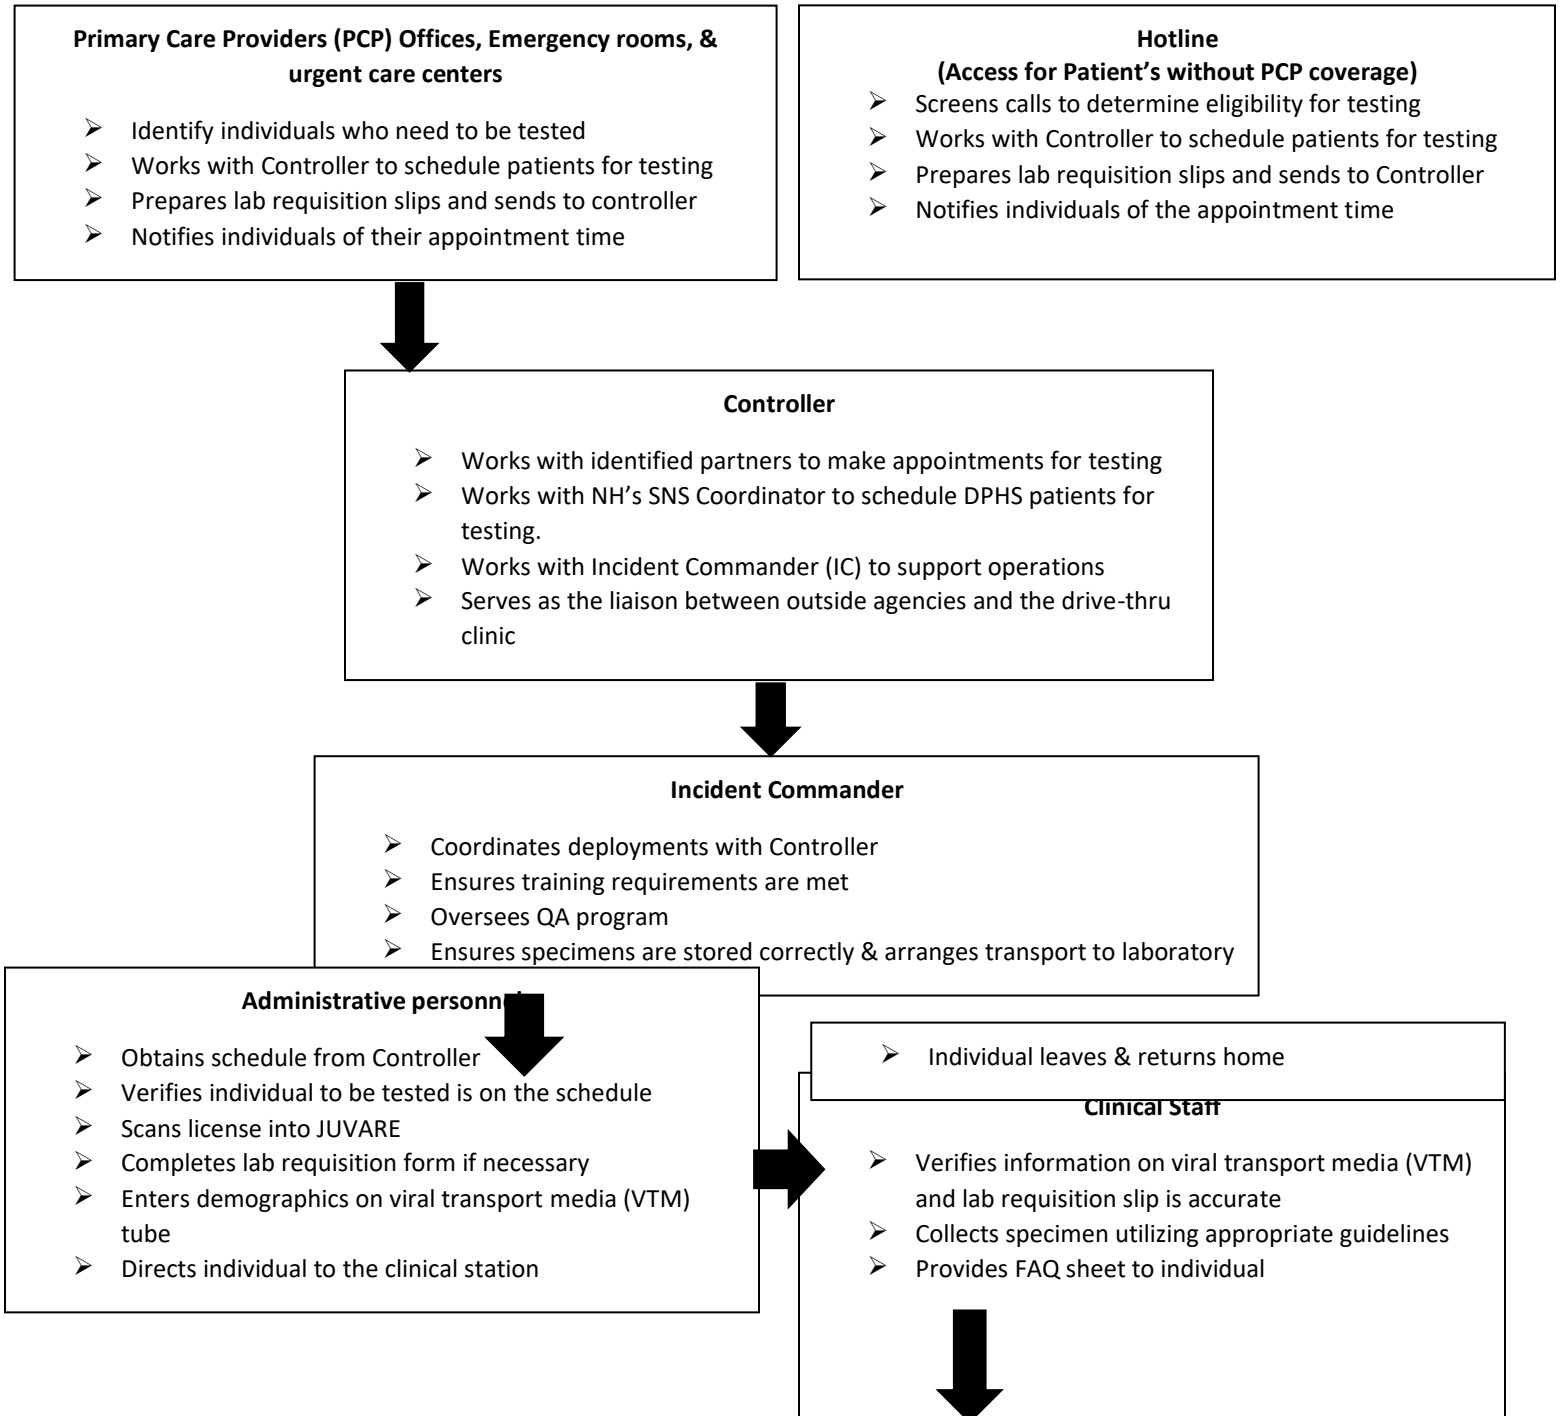 Primary Care Providers (PCP) Offices, Emergency rooms, &
urgent care centers
➢ Identify individuals who need to be tested
➢ Works with Controller to schedule patients for testing
➢ Prepares lab requisition slips and sends to controller
➢ Notifies individuals of their appointment time
Hotline
(Access for Patient’s without PCP coverage)
➢ Screens calls to determine eligibility for testing
➢ Works with Controller to schedule patients for testing
➢ Prepares lab requisition slips and sends to Controller
➢ Notifies individuals of the appointment time
Controller
➢ Works with identified partners to make appointments for testing
➢ Works with NH’s SNS Coordinator to schedule DPHS patients for
testing.
➢ Works with Incident Commander (IC) to support operations
➢ Serves as the liaison between outside agencies and the drive-thru
clinic
Incident Commander
➢ Coordinates deployments with Controller
➢ Ensures training requirements are met
➢ Oversees QA program
➢ Ensures specimens are stored correctly & arranges transport to laboratory
Administrative personnel
➢ Obtains schedule from Controller
➢ Verifies individual to be tested is on the schedule
➢ Scans license into JUVARE
➢ Completes lab requisition form if necessary
➢ Enters demographics on viral transport media (VTM)
tube
➢ Directs individual to the clinical station
➢ Individual leaves & returns home
Clinical Staff
➢ Verifies information on viral transport media (VTM)
and lab requisition slip is accurate
➢ Collects specimen utilizing appropriate guidelines
➢ Provides FAQ sheet to individual